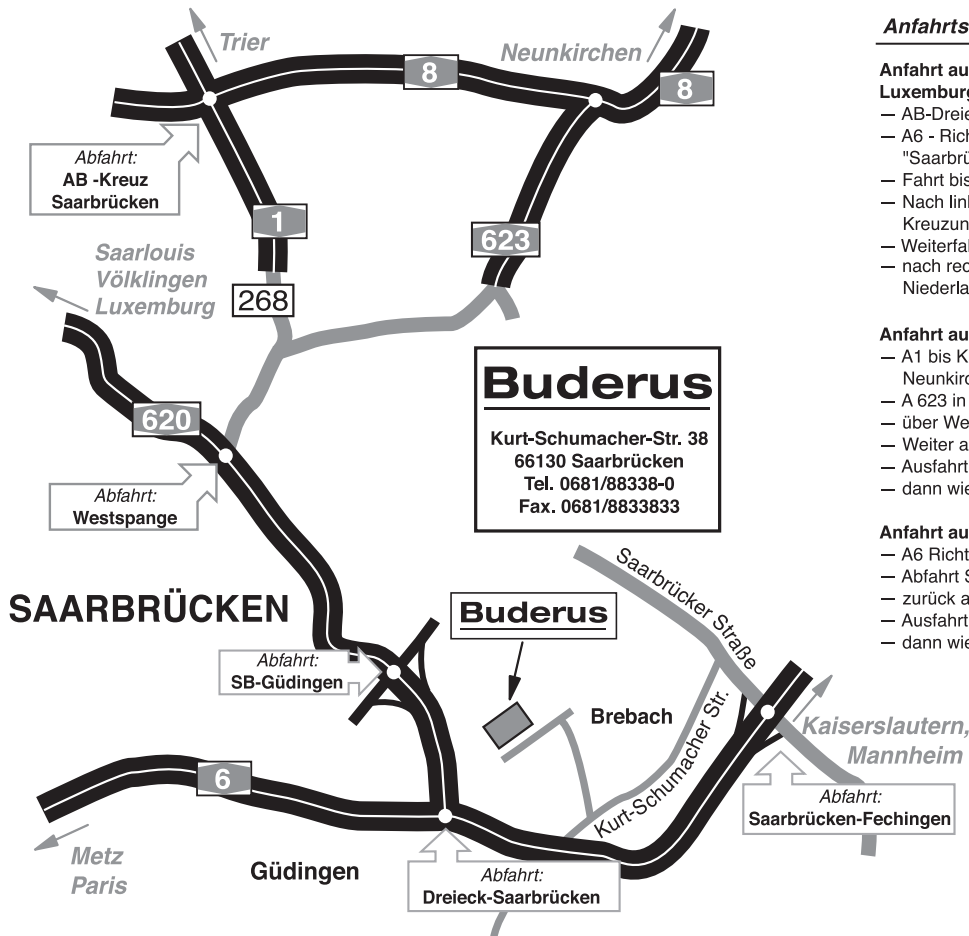 Trier
Neunkirchen
8
8
Abfahrt:
AB -Kreuz
Saarbrücken
1
623
Saarlouis
Völklingen
Luxemburg
268
620
Abfahrt:
Westspange
Buderus
Kurt-Schumacher-Str. 38
66130 Saarbrücken
Tel. 0681/88338-0
Fax. 0681/8833833
SAARBRÜCKEN
Buderus
Saarbrücker Straße
Abfahrt:
SB-Güdingen
Brebach
Kurt-Schumacher Str.
Kaiserslautern,
Mannheim
6
Abfahrt:
Saarbrücken-Fechingen
Metz
Paris
Güdingen
Abfahrt:
Dreieck-Saarbrücken
Anfahrts
Anfahrt au
Luxemburg
— AB-Dreie
— A6 - Rich
"Saarbrü
— Fahrt bis
— Nach link
Kreuzun
— Weiterfal
— nach rec
Niederla
Anfahrt au
— A1 bis K
Neunkirc
— A 623 in
— über We
— Weiter a
— Ausfahrt
— dann wie
Anfahrt au
— A6 Richt
— Abfahrt S
— zurück a
— Ausfahrt
— dann wie